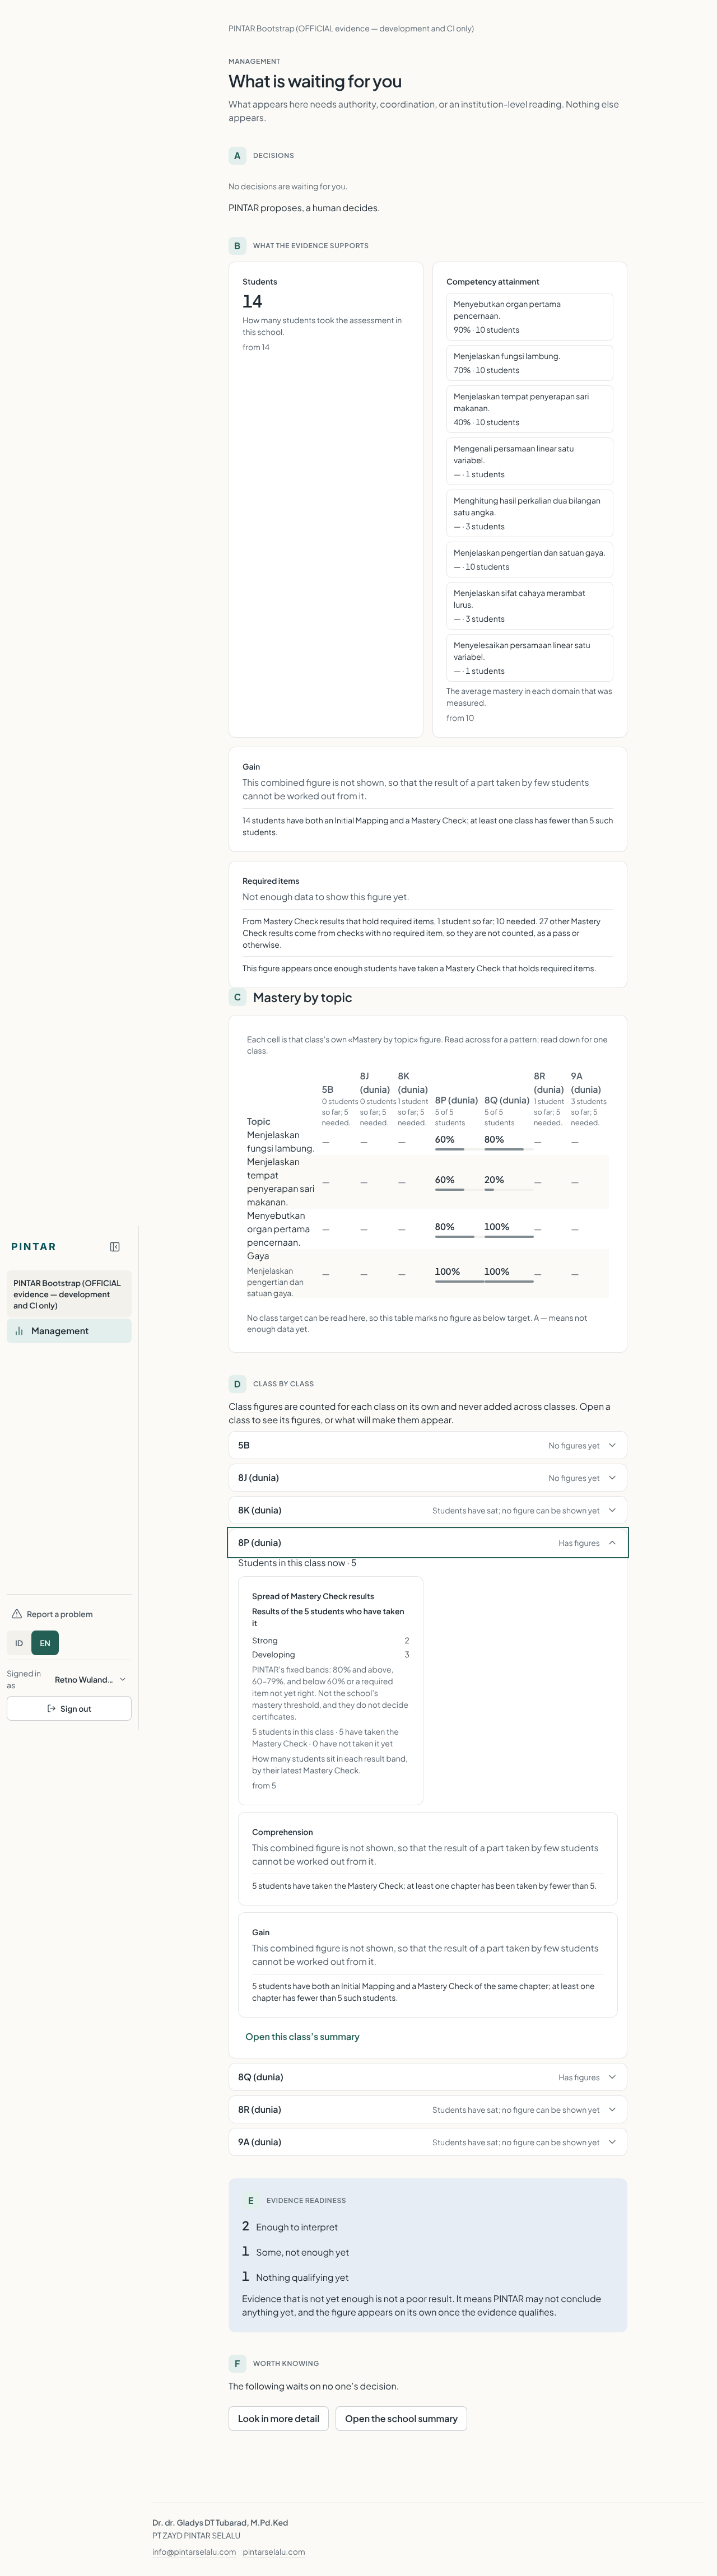 PINTAR Bootstrap (OFFICIAL evidence — development and CI only)
MANAGEMENT
What is waiting for you
What appears here needs authority, coordination, or an institution-level reading. Nothing else
appears.
A DECISIONS
No decisions are waiting for you.
PINTAR proposes, a human decides.
B WHAT THE EVIDENCE SUPPORTS
Students
14
How many students took the assessment in
this school.
from 14
Competency attainment
Menyebutkan organ pertama
pencernaan.
90% · 10 students
Menjelaskan fungsi lambung.
70% · 10 students
Menjelaskan tempat penyerapan sari
makanan.
40% · 10 students
Mengenali persamaan linear satu
variabel.
— · 1 students
Menghitung hasil perkalian dua bilangan
satu angka.
— · 3 students
Menjelaskan pengertian dan satuan gaya.
— · 10 students
Menjelaskan sifat cahaya merambat
lurus.
— · 3 students
Menyelesaikan persamaan linear satu
variabel.
— · 1 students
The average mastery in each domain that was
measured.
from 10
Gain
This combined figure is not shown, so that the result of a part taken by few students
cannot be worked out from it.
14 students have both an Initial Mapping and a Mastery Check; at least one class has fewer than 5 such
students.
Required items
Not enough data to show this figure yet.
From Mastery Check results that hold required items, 1 student so far; 10 needed. 27 other Mastery
Check results come from checks with no required item, so they are not counted, as a pass or
otherwise.
This figure appears once enough students have taken a Mastery Check that holds required items.
C Mastery by topic
Each cell is that class's own «Mastery by topic» figure. Read across for a pattern; read down for one
class.
Topic
5B
0 students
so far; 5
needed.
8J
(dunia)
0 students
so far; 5
needed.
8K
(dunia)
1 student
so far; 5
needed.
8P (dunia)
5 of 5
students
8Q (dunia)
5 of 5
students
8R
(dunia)
1 student
so far; 5
needed.
9A
(dunia)
3 students
so far; 5
needed.
Menjelaskan
fungsi lambung.
— — — 60% 80% — —
Menjelaskan
tempat
penyerapan sari
makanan.
— — — 60% 20% — —
Menyebutkan
organ pertama
pencernaan.
— — — 80% 100% — —
Gaya
Menjelaskan
pengertian dan
satuan gaya.
— — — 100% 100% — —
No class target can be read here, so this table marks no figure as below target. A — means not
enough data yet.
PINTAR
PINTAR Bootstrap (OFFICIAL
evidence — development
and CI only)
Management
Report a problem
ID EN
Signed in
as
Retno Wuland...
Sign out
D CLASS BY CLASS
Class figures are counted for each class on its own and never added across classes. Open a
class to see its figures, or what will make them appear.
5B No figures yet
8J (dunia) No figures yet
8K (dunia) Students have sat; no figure can be shown yet
8P (dunia) Has figures
Students in this class now · 5
Spread of Mastery Check results
Results of the 5 students who have taken
it
Strong 2
Developing 3
PINTAR's fixed bands: 80% and above,
60–79%, and below 60% or a required
item not yet right. Not the school's
mastery threshold, and they do not decide
certificates.
5 students in this class · 5 have taken the
Mastery Check · 0 have not taken it yet
How many students sit in each result band,
by their latest Mastery Check.
from 5
Comprehension
This combined figure is not shown, so that the result of a part taken by few students
cannot be worked out from it.
5 students have taken the Mastery Check; at least one chapter has been taken by fewer than 5.
Gain
This combined figure is not shown, so that the result of a part taken by few students
cannot be worked out from it.
5 students have both an Initial Mapping and a Mastery Check of the same chapter; at least one
chapter has fewer than 5 such students.
Open this class's summary
8Q (dunia) Has figures
8R (dunia) Students have sat; no figure can be shown yet
9A (dunia) Students have sat; no figure can be shown yet
E EVIDENCE READINESS
2 Enough to interpret
1 Some, not enough yet
1 Nothing qualifying yet
Evidence that is not yet enough is not a poor result. It means PINTAR may not conclude
anything yet, and the figure appears on its own once the evidence qualifies.
F WORTH KNOWING
The following waits on no one's decision.
Look in more detail
Open the school summary
Dr. dr. Gladys DT Tubarad, M.Pd.Ked
PT ZAYD PINTAR SELALU
info@pintarselalu.com pintarselalu.com